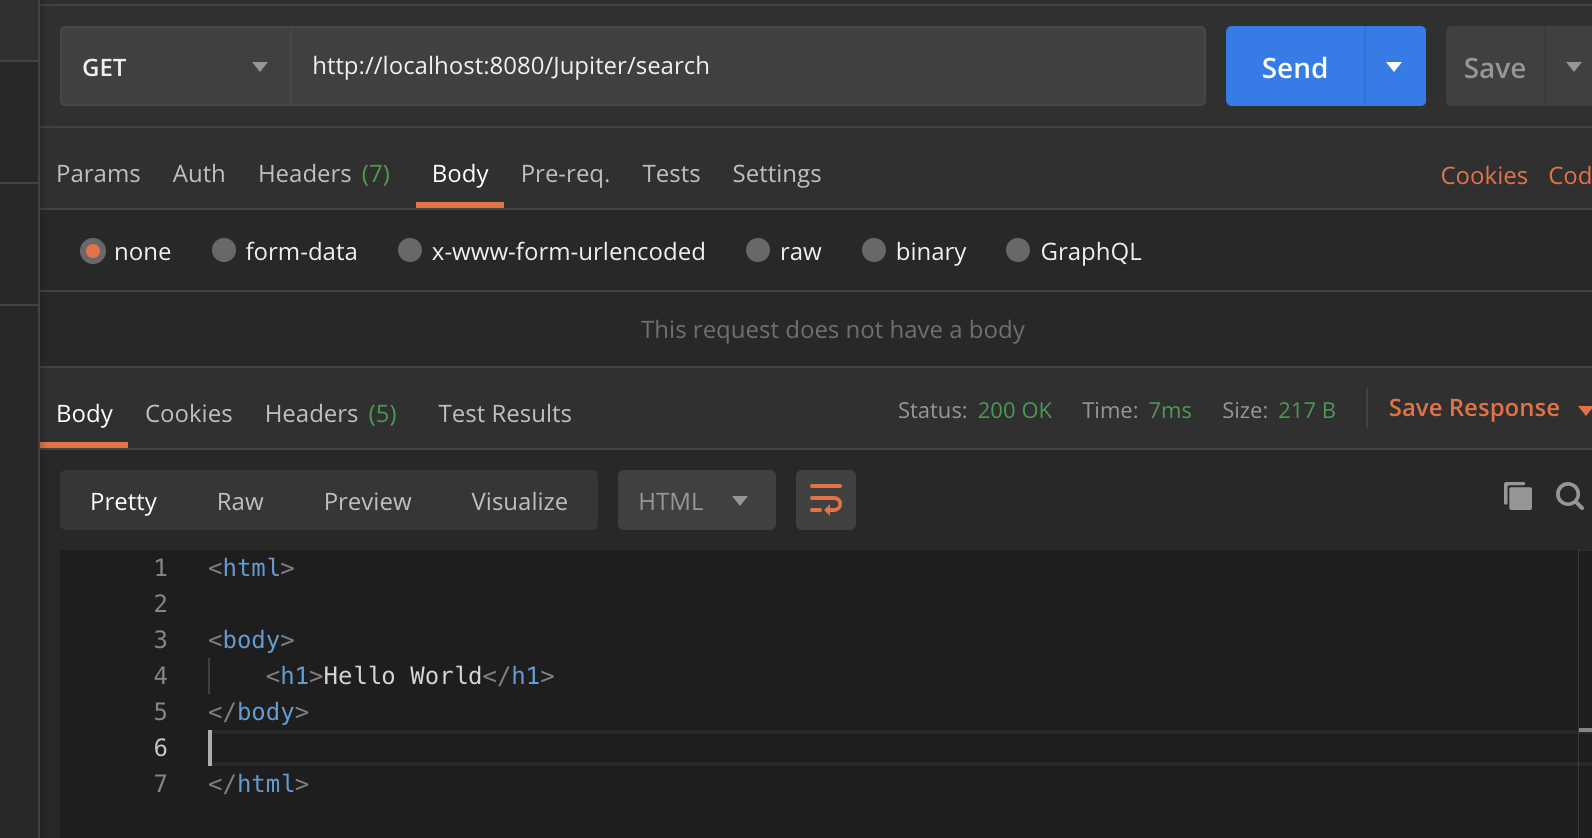 GET http://localhost:8080/Jupiter/search Send Save
Params Auth Headers (7) Body Pre-req. Tests Settings Cookies Cod
none form-data x-www-form-urlencoded raw binary GraphQL
This request does not have a body
Body Cookies Headers (5) Test Results Status: 200 OK Time: 7ms Size: 217 B Save Response
Pretty Raw Preview Visualize HTML
1 <html>
2
3 <body>
4 <h1>Hello World</h1>
5 </body>
6
7 </html>